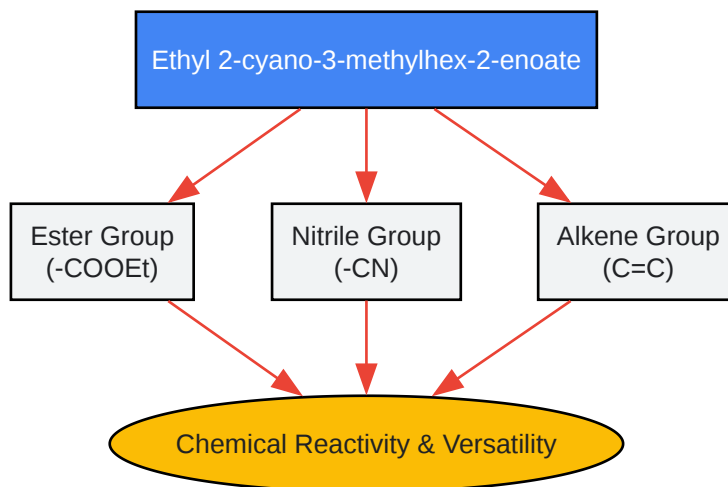 Ethyl 2-cyano-3-methylhex-2-enoate
Ester Group
(-COOEt)
Nitrile Group
(-CN)
Alkene Group
(C=C)
Chemical Reactivity & Versatility